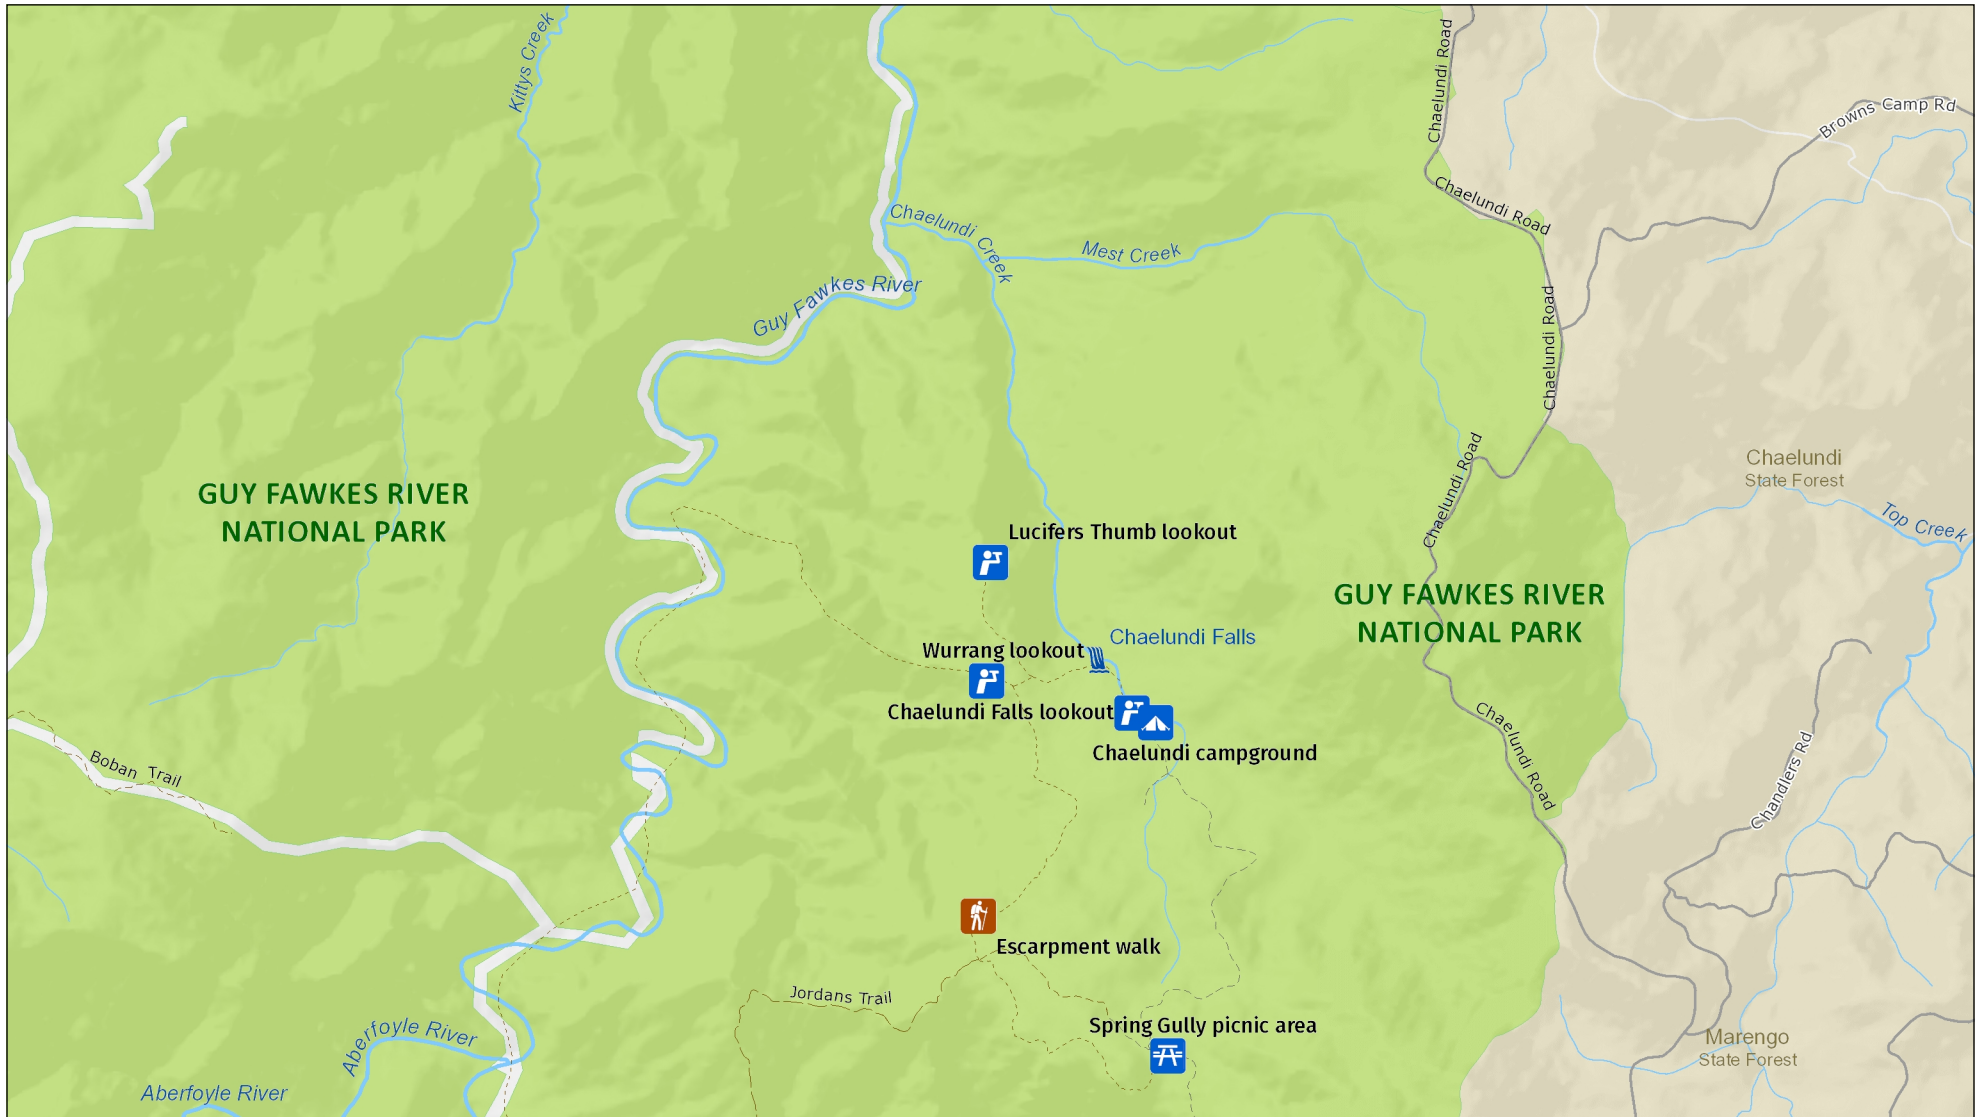 Kittys Creek
Chaelundi Road
Browns Camp Rd
Chaelundi Road
Chaelundi Creek
Mest Creek
Guy Fawkes River
Chaelundi Road
Chaelundi
State Forest
GUY FAWKES RIVER
NATIONAL PARK
Chaelundi Road
Top Creek
Lucifers Thumb lookout
GUY FAWKES RIVER
NATIONAL PARK
Chaelundi Falls
Wurrang lookout
Chaelundi Falls lookout
Chaelundi campground
Chaelundi Road
Boban Trail
Chandlers Rd
Escarpment walk
Jordans Trail
Spring Gully picnic area
Aberfoyle River
Marengo
State Forest
Aberfoyle River